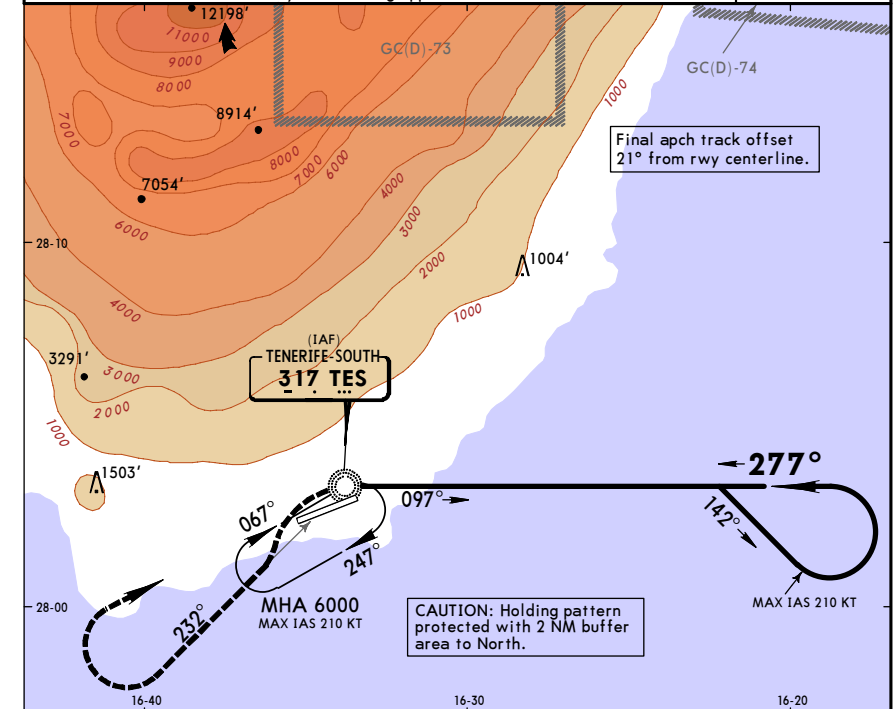 12198'
11000
9000
8000
GC(D)-73
GC(D)-74
1000
7000
8914'
8000
7000
6000
Final apch track offset
21° from rwy centerline.
7054'
6000
4000
3000
28-10
2000
1004'
1000
4000
(IAF)
TENERIFE-SOUTH
317 TES
3291'
3000
2000
1000
1503'
277°
097°
142°
067°
247°
MAX IAS 210 KT
MHA 6000
MAX IAS 210 KT
28-00
232°
CAUTION: Holding pattern
protected with 2 NM buffer
area to North.
16-40
16-30
16-20